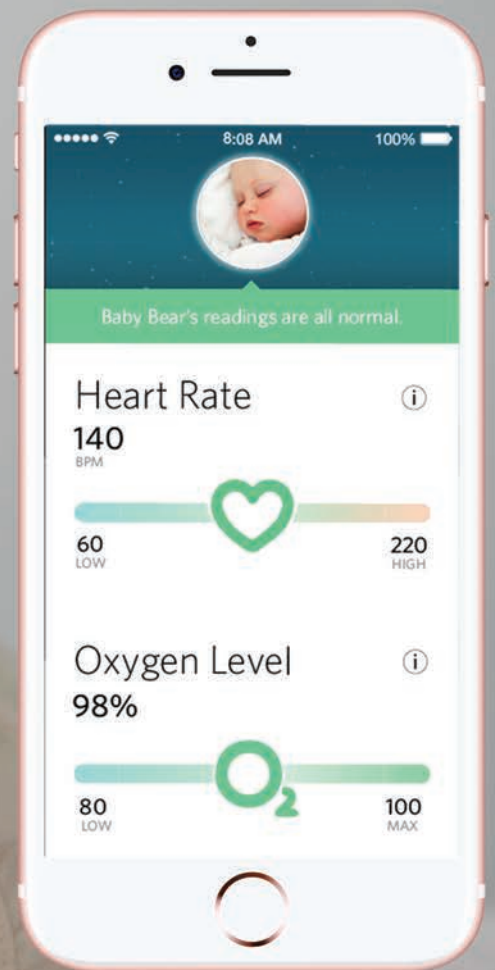 8:08 AM 100%
Baby Bear's readings are all normal.
Heart Rate
140
BPM
60 220
LOW HIGH
Oxygen Level
98%
O2
80 100
LOW MAX